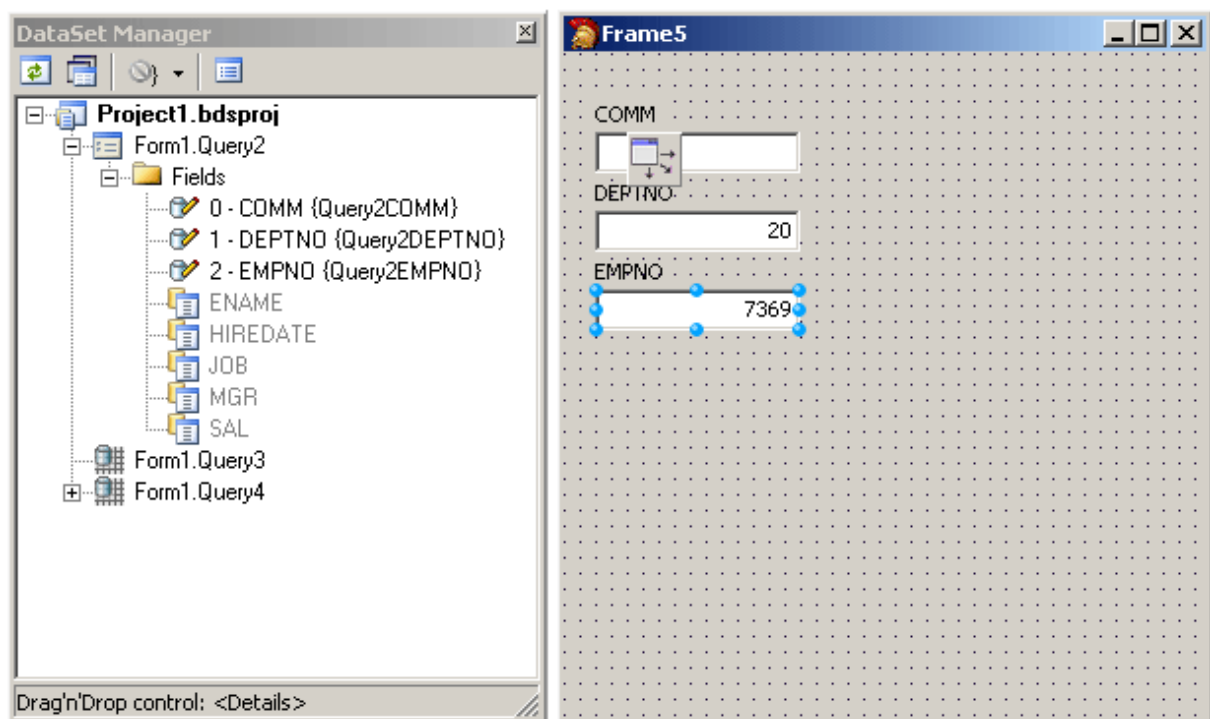 DataSet Manager
Project1.bdsproj
Form1.Query2
Fields
0 - COMM {Query2COMM}
1 - DEPTNO {Query2DEPTNO}
2 - EMPNO {Query2EMPNO}
ENAME
HIREDATE
JOB
MGR
SAL
Form1.Query3
Form1.Query4
Drag'n'Drop control: <Details>
Frame5
COMM
DEPTNO
20
EMPNO
7369